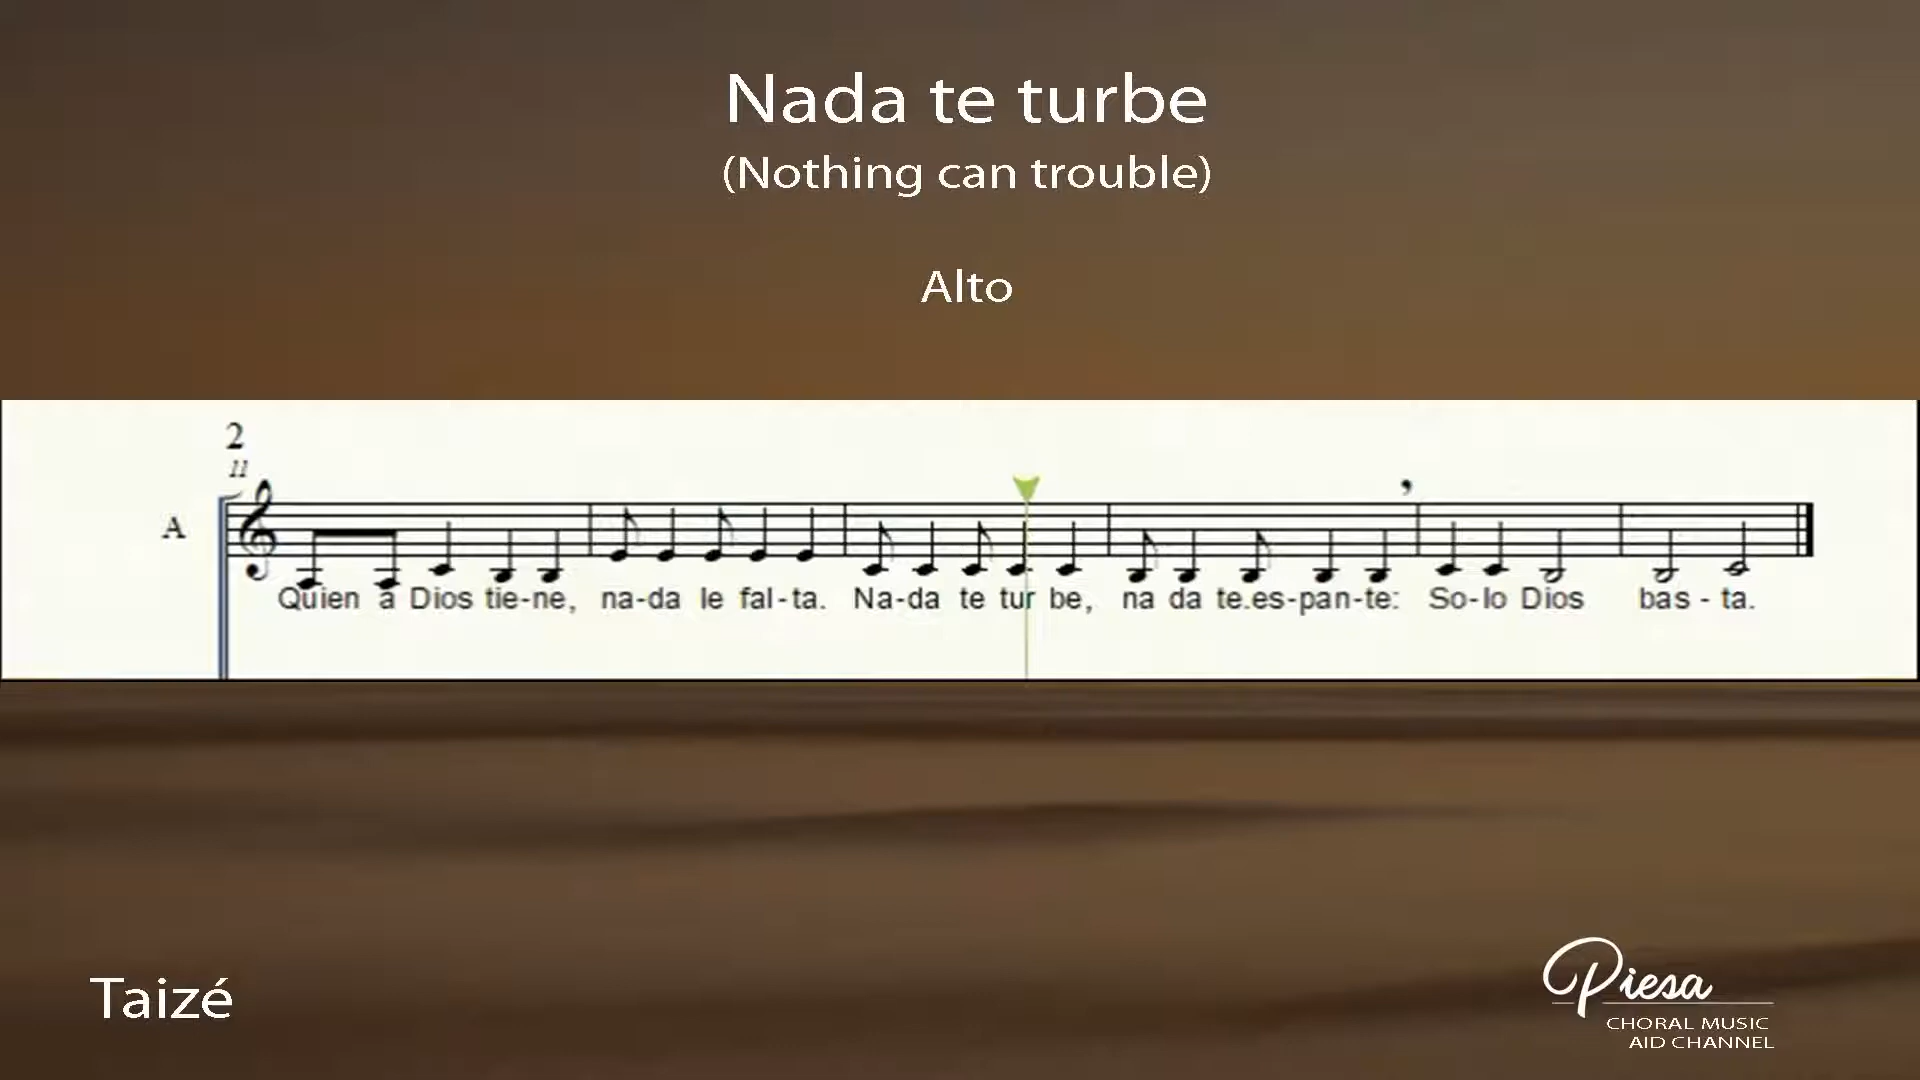 Nada te turbe
(Nothing can trouble)
Alto
2
11
A
Quien a Dios tie-ne, na-da le fal-ta. Na-da te tur be, na da te.es-pan-te: So-lo Dios bas - ta.
Taizé
Piesa
CHORAL MUSIC
AID CHANNEL